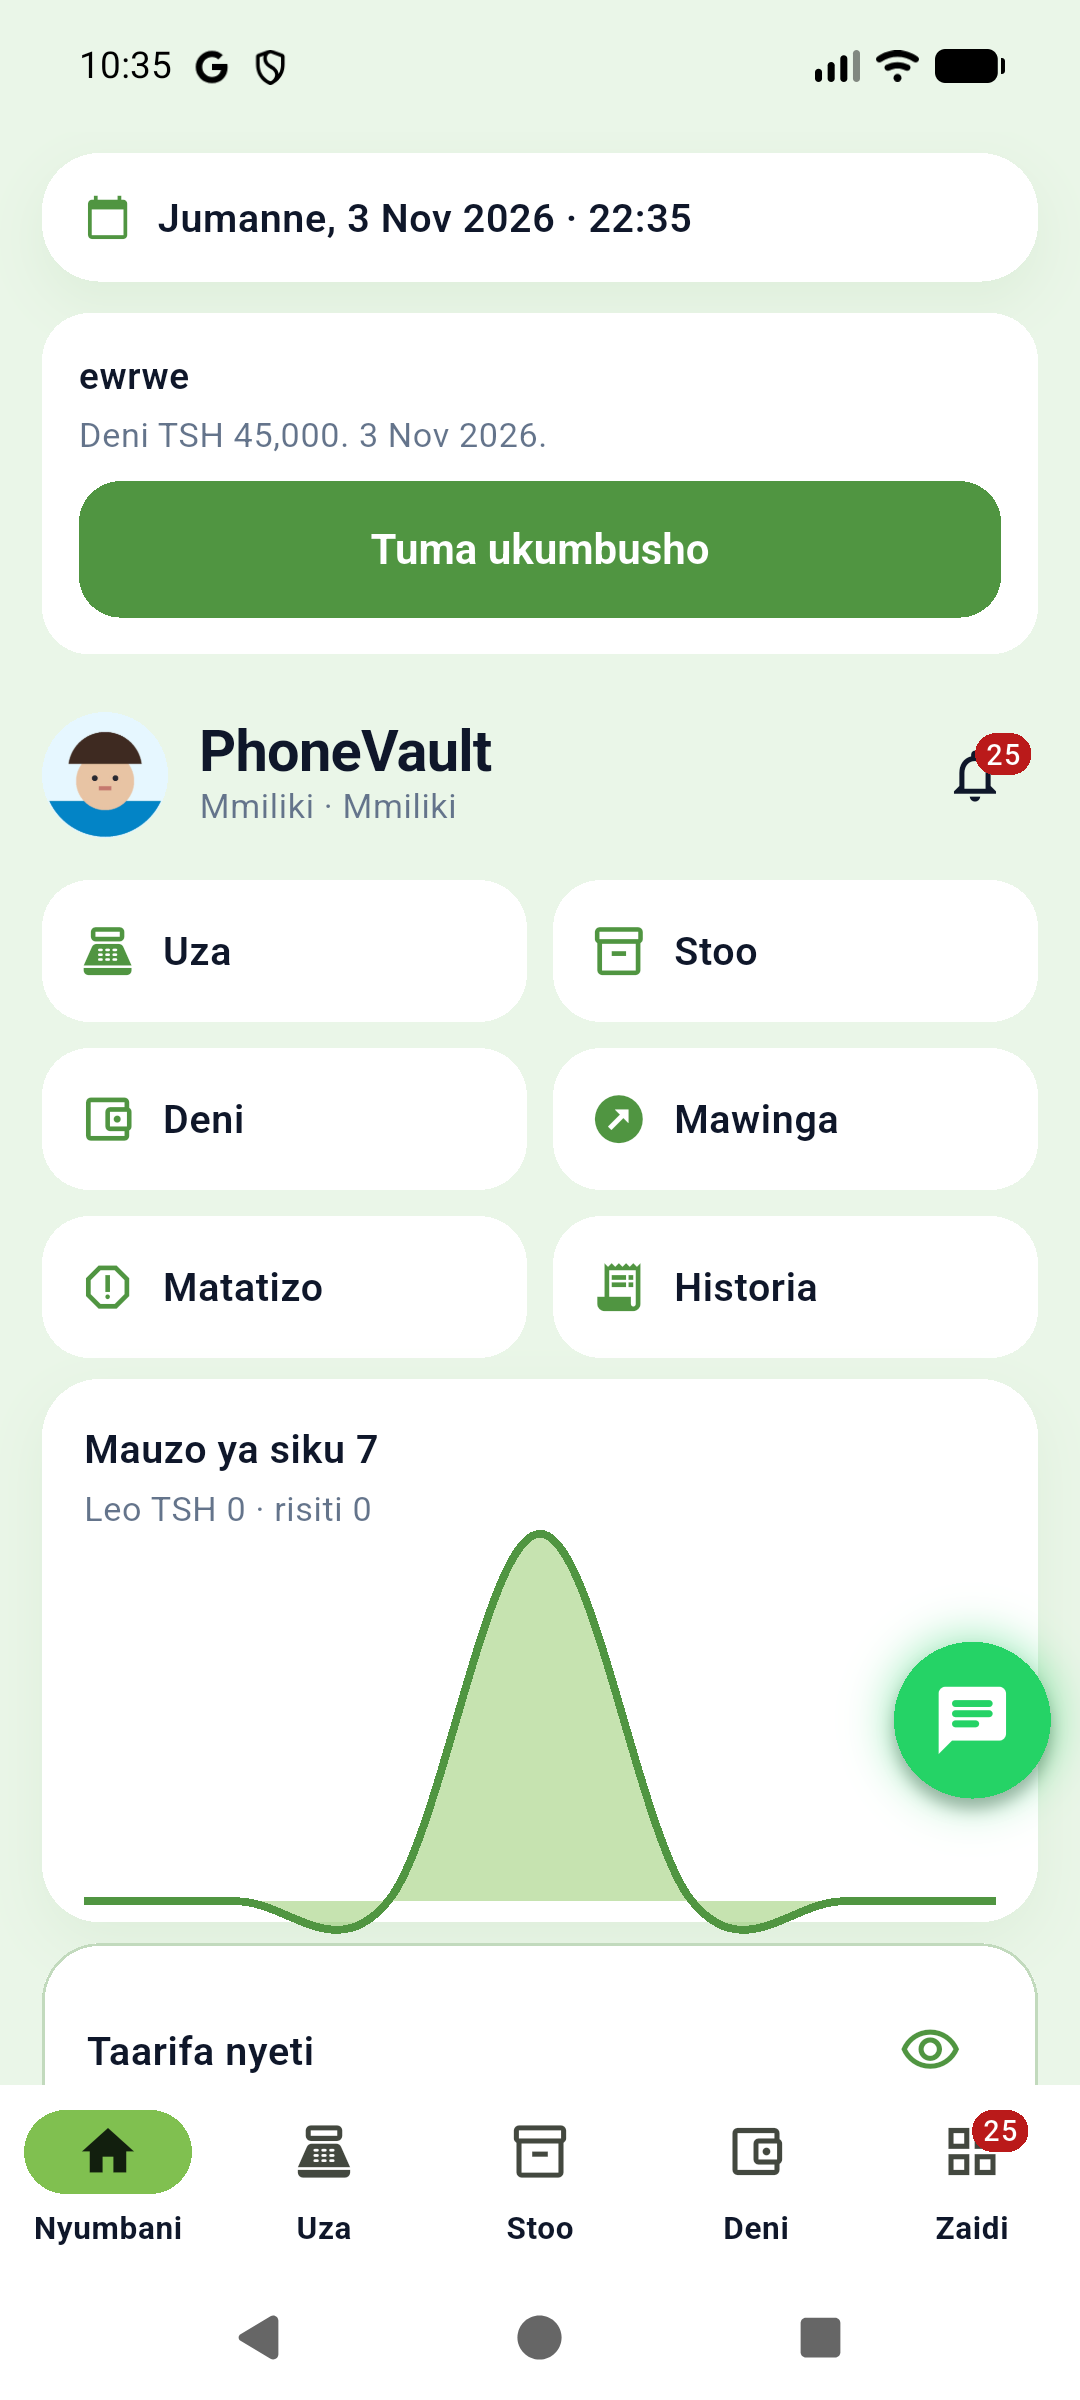 10:35
Jumanne, 3 Nov 2026 · 22:35
ewrwe
Deni TSH 45,000. 3 Nov 2026.
Tuma ukumbusho
PhoneVault
Mmiliki · Mmiliki
25
Uza
Stoo
Deni
Mawinga
Matatizo
Historia
Mauzo ya siku 7
Leo TSH 0 · risiti 0
Taarifa nyeti
25
Nyumbani
Uza
Stoo
Deni
Zaidi